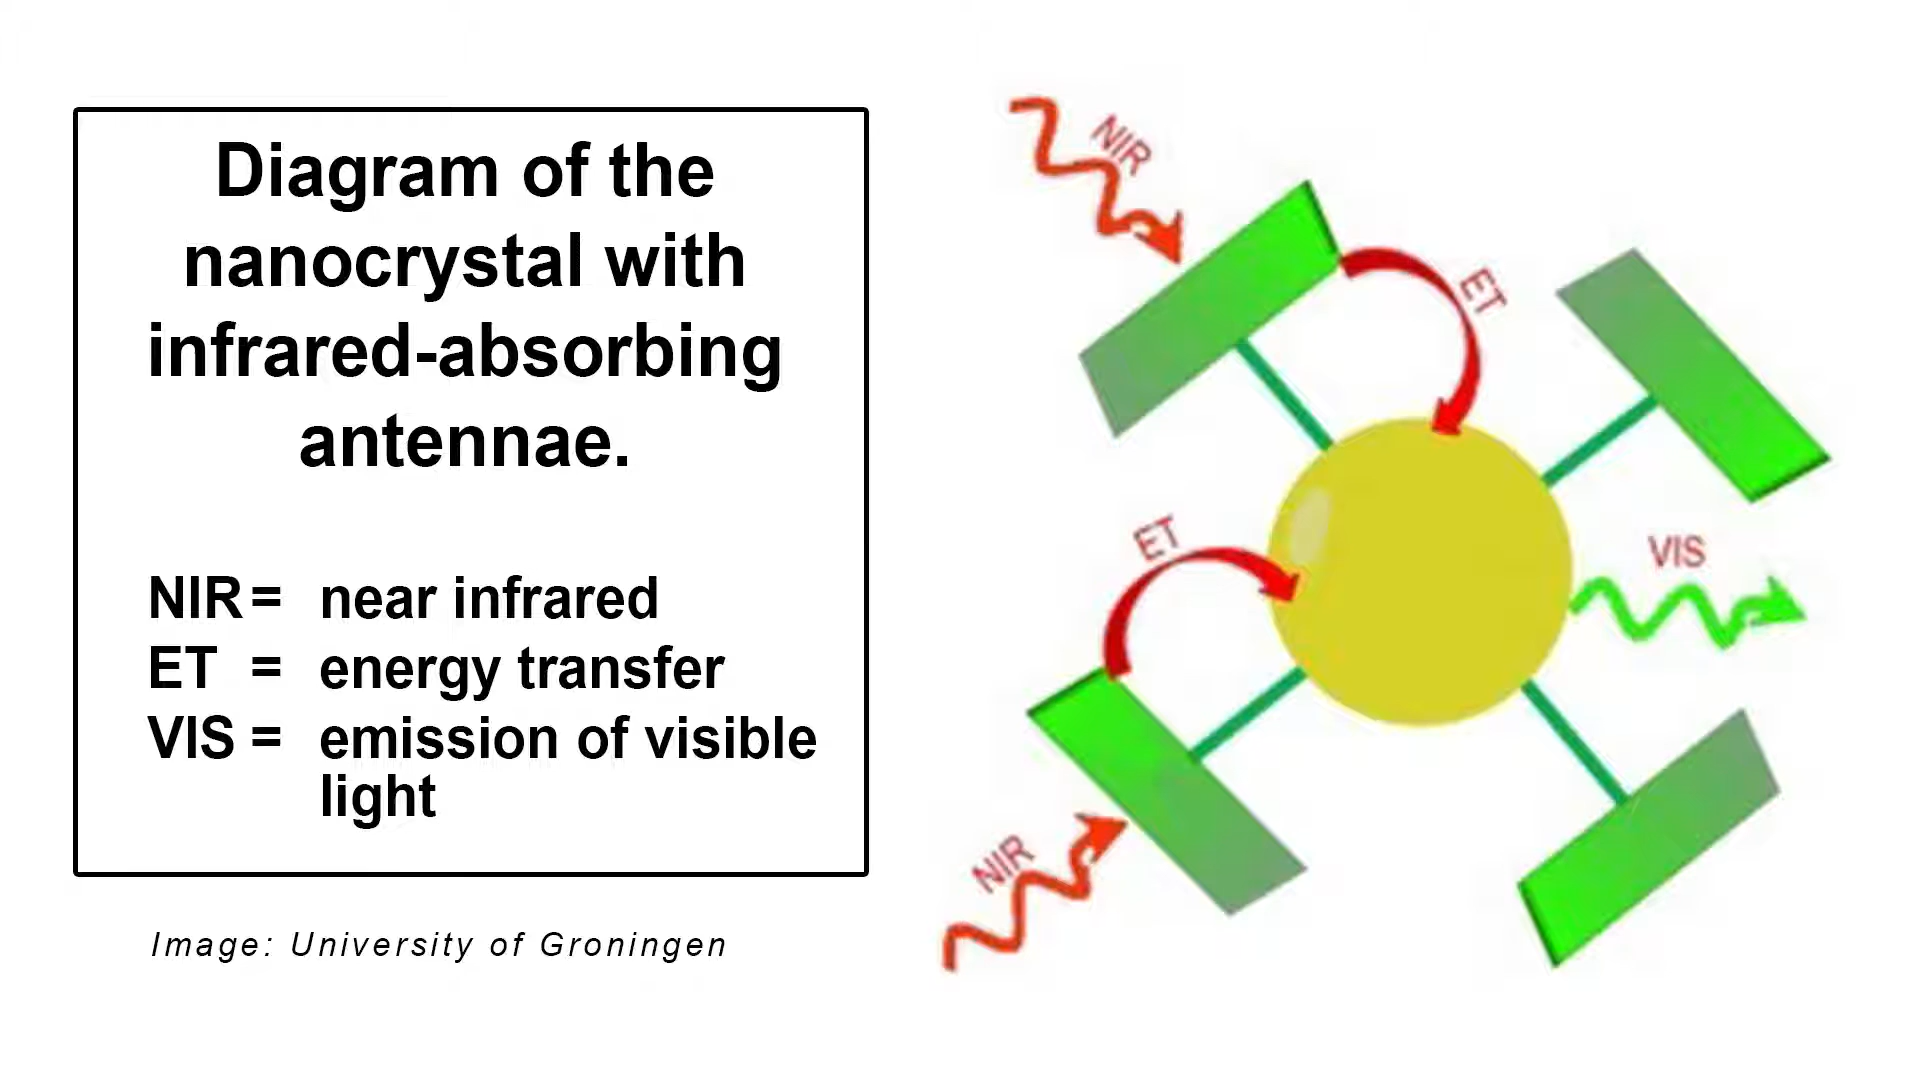 Diagram of the
nanocrystal with
infrared-absorbing
antennae.
NIR = near infrared
ET = energy transfer
VIS = emission of visible
light
Image: University of Groningen
NIR
ET
ET
VIS
NIR